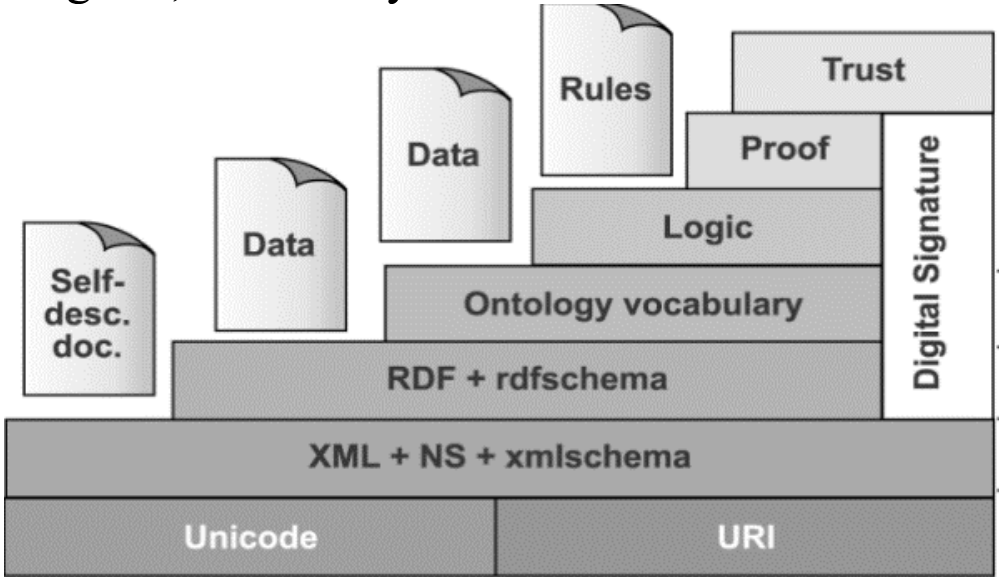 Rules
Trust
Data
Proof
Data
Logic
Self-
desc.
doc.
Ontology vocabulary
Digital Signature
RDF + rdfschema
XML + NS + xmlschema
Unicode
URI